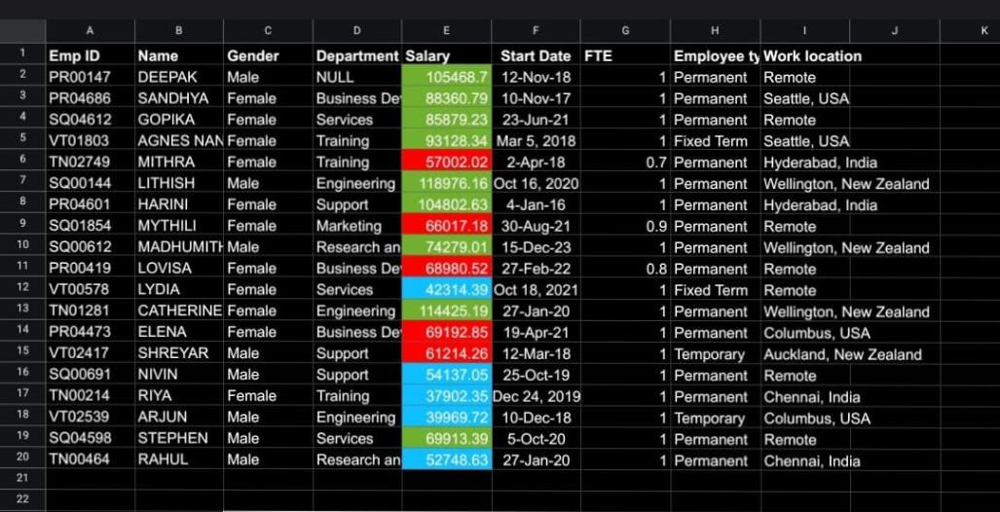 A B C D E F G H I J K
1 Emp ID Name Gender Department Salary Start Date FTE Employee ty Work location
2 PR00147 DEEPAK Male NULL 105468.7 12-Nov-18 1 Permanent Remote
3 PR04686 SANDHYA Female Business De 88360.79 10-Nov-17 1 Permanent Seattle, USA
4 SQ04612 GOPIKA Female Services 85879.23 23-Jun-21 1 Permanent Remote
5 VT01803 AGNES NAN Female Training 93128.34 Mar 5, 2018 1 Fixed Term Seattle, USA
6 TN02749 MITHRA Female Training 57002.02 2-Apr-18 0.7 Permanent Hyderabad, India
7 SQ00144 LITHISH Male Engineering 118976.16 Oct 16, 2020 1 Permanent Wellington, New Zealand
8 PR04601 HARINI Female Support 104802.63 4-Jan-16 1 Permanent Hyderabad, India
9 SQ01854 MYTHILI Female Marketing 66017.18 30-Aug-21 0.9 Permanent Remote
10 SQ00612 MADHUMITH Male Research an 74279.01 15-Dec-23 1 Permanent Wellington, New Zealand
11 PR00419 LOVISA Female Business De 68980.52 27-Feb-22 0.8 Permanent Remote
12 VT00578 LYDIA Female Services 42314.39 Oct 18, 2021 1 Fixed Term Remote
13 TN01281 CATHERINE Female Engineering 114425.19 27-Jan-20 1 Permanent Wellington, New Zealand
14 PR04473 ELENA Female Business De 69192.85 19-Apr-21 1 Permanent Columbus, USA
15 VT02417 SHREYAR Male Support 61214.26 12-Mar-18 1 Temporary Auckland, New Zealand
16 SQ00691 NIVIN Male Support 54137.05 25-Oct-19 1 Permanent Remote
17 TN00214 RIYA Female Training 37902.35 Dec 24, 2019 1 Permanent Chennai, India
18 VT02539 ARJUN Male Engineering 39969.72 10-Dec-18 1 Temporary Columbus, USA
19 SQ04598 STEPHEN Male Services 69913.39 5-Oct-20 1 Permanent Remote
20 TN00464 RAHUL Male Research an 52748.63 27-Jan-20 1 Permanent Chennai, India
21
22